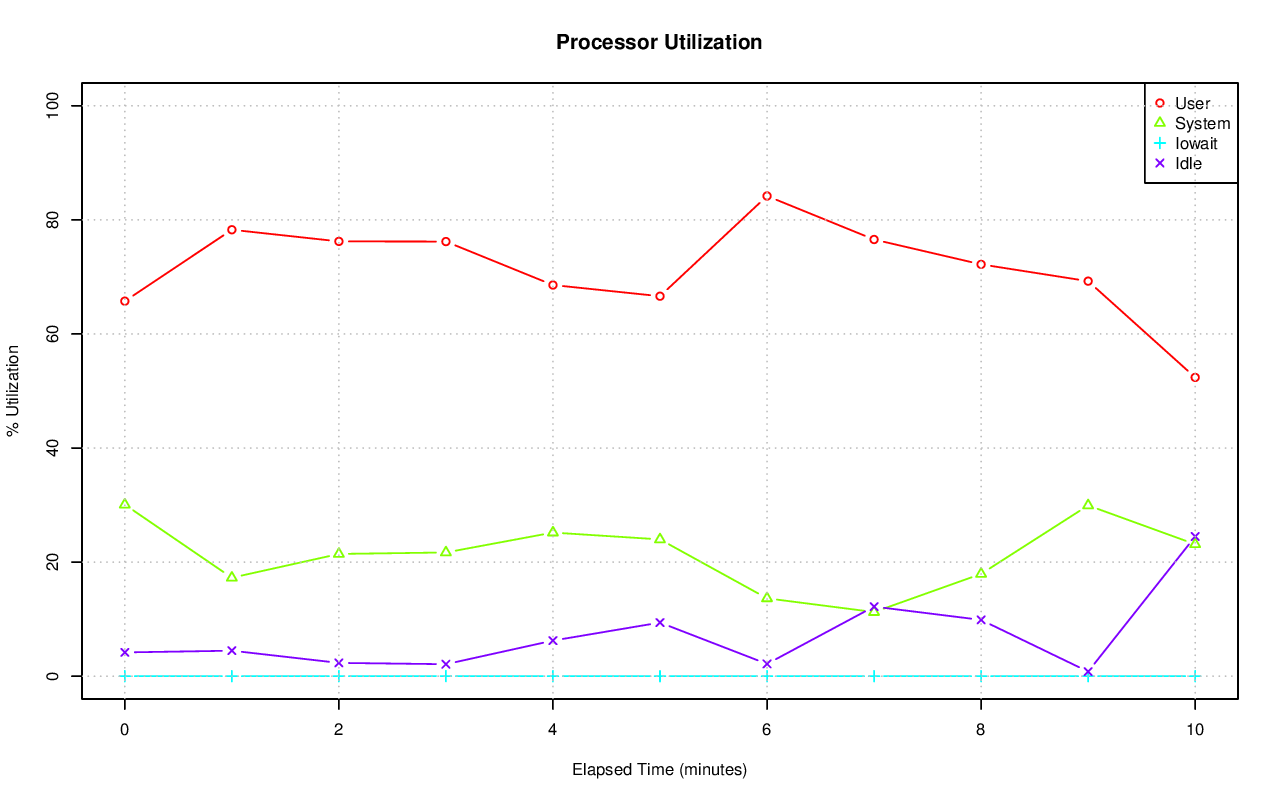 Processor Utilization
User
System
Iowait
Idle
% Utilization
100
80
60
40
20
0
0 2 4 6 8 10
Elapsed Time (minutes)